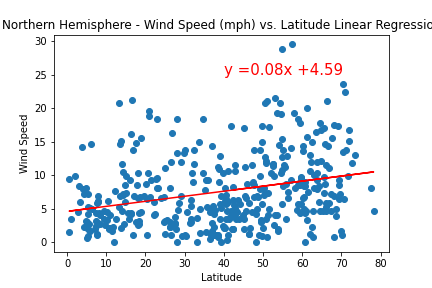 Northern Hemisphere - Wind Speed (mph) vs. Latitude Linear Regressio
30
25
20
15
10
5
0
Wind Speed
y =0.08x +4.59
0 10 20 30 40 50 60 70 80
Latitude